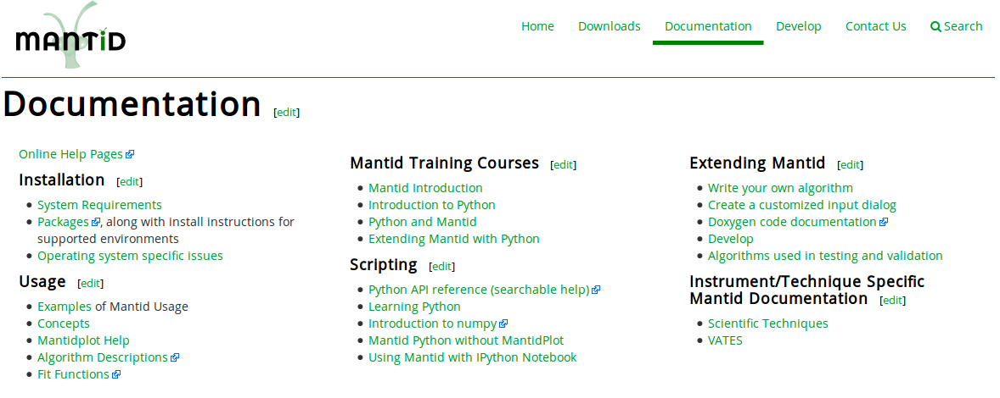 MANTiD
Home Downloads Documentation Develop Contact Us Search
Documentation [edit]
Online Help Pages
Installation [edit]
• System Requirements
• Packages, along with install instructions for
supported environments
• Operating system specific issues
Usage [edit]
• Examples of Mantid Usage
• Concepts
• Mantidplot Help
• Algorithm Descriptions
• Fit Functions
Mantid Training Courses [edit]
• Mantid Introduction
• Introduction to Python
• Python and Mantid
• Extending Mantid with Python
Scripting [edit]
• Python API reference (searchable help)
• Learning Python
• Introduction to numpy
• Mantid Python without MantidPlot
• Using Mantid with IPython Notebook
Extending Mantid [edit]
• Write your own algorithm
• Create a customized input dialog
• Doxygen code documentation
• Develop
• Algorithms used in testing and validation
Instrument/Technique Specific
Mantid Documentation [edit]
• Scientific Techniques
• VATES